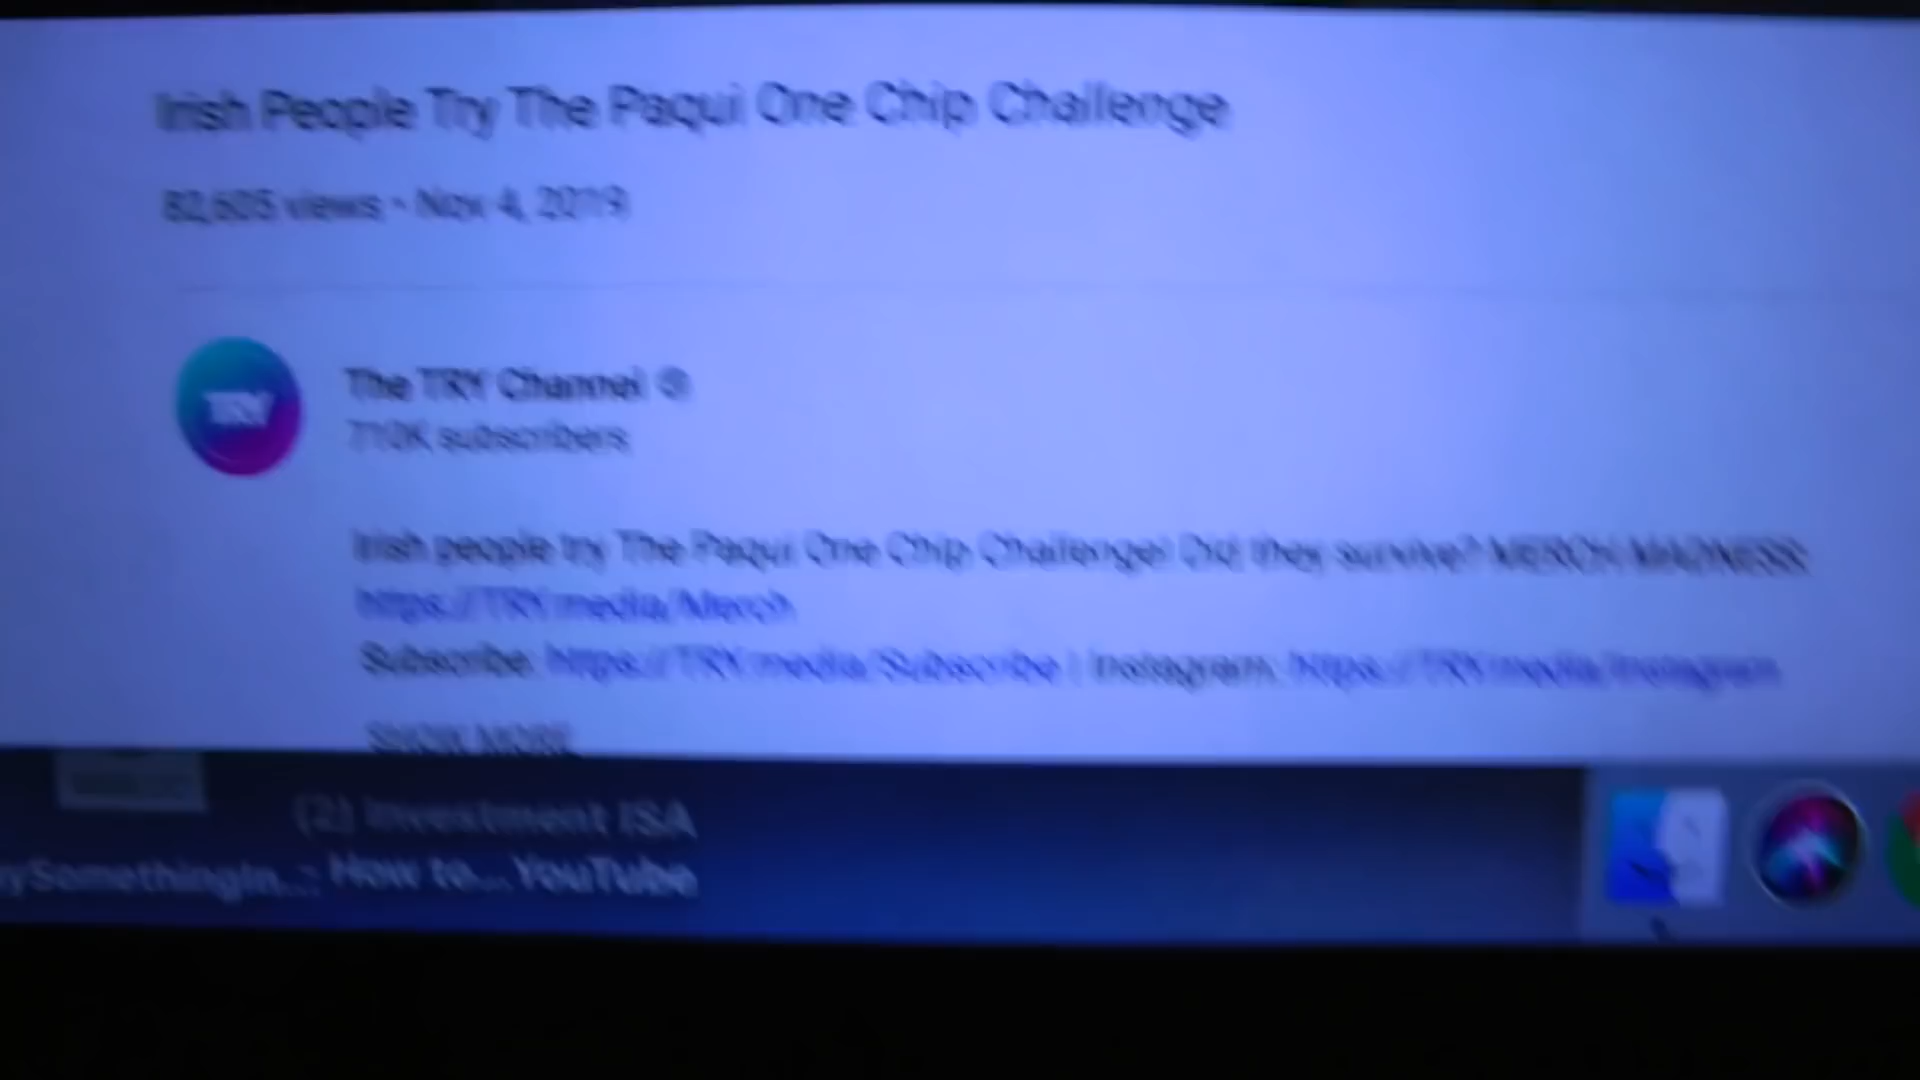 Irish People Try The Paqui One Chip Challenge
82,605 views • Nov 4, 2019
TRY
The TRY Channel
710K subscribers
Irish people try The Paqui One Chip Challenge! Did they survive? MERCH MADNESS:
https://TRY.media/Merch
Subscribe: https://TRY.media/Subscribe | Instagram: https://TRY.media/Instagram
SHOW MORE
(2) Investment ISA
How to... YouTube